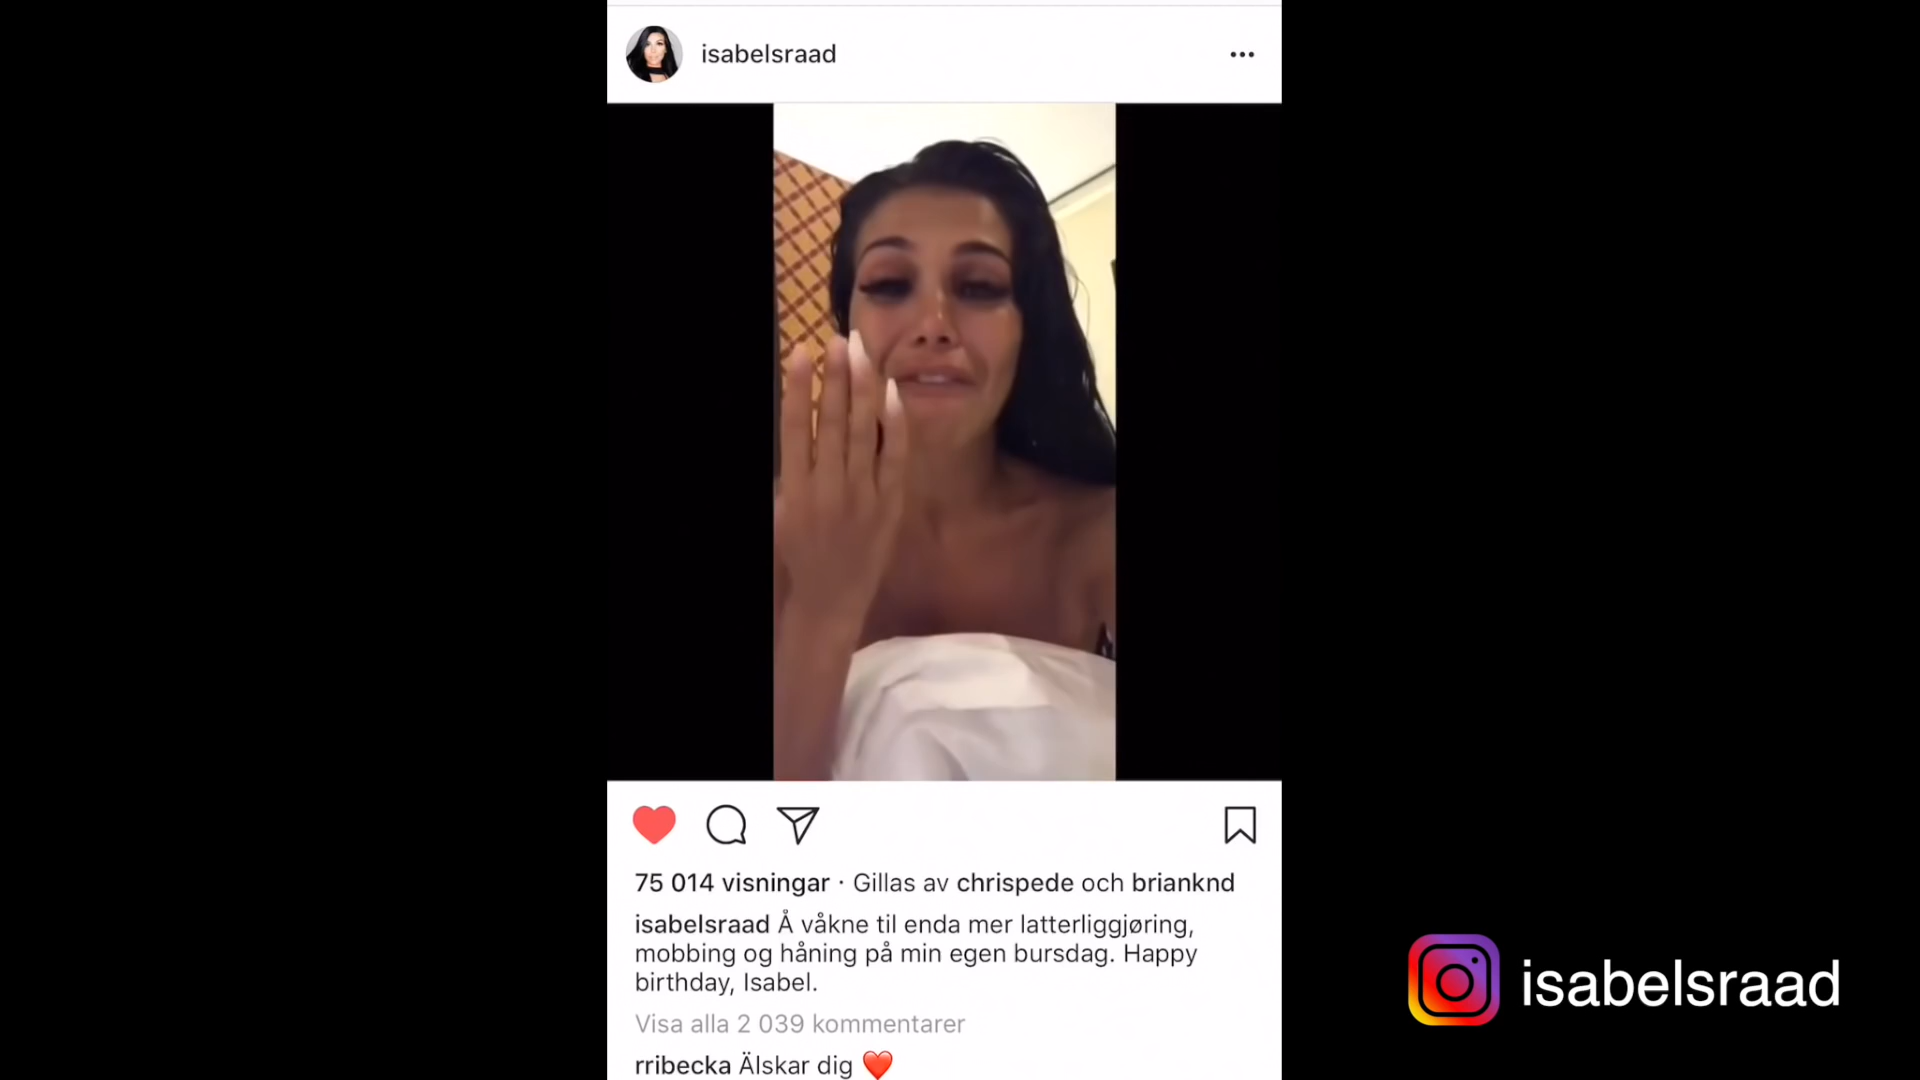 isabelsraad
75 014 visningar · Gillas av chrispede och brianknd
isabelsraad Å våkne til enda mer latterliggjøring,
mobbing og håning på min egen bursdag. Happy
birthday, Isabel.
Visa alla 2 039 kommentarer
rribecka Älskar dig ❤️
isabelsraad